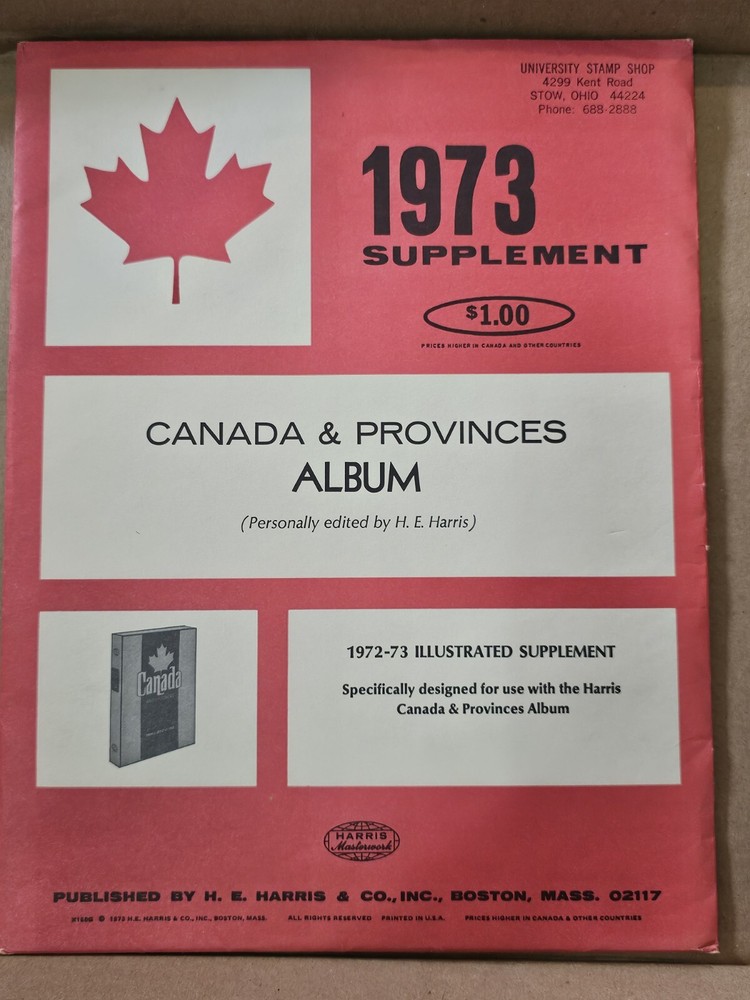 UNIVERSITY STAMP SHOP
4299 Kent Road
STOW, OHIO 44224
Phone: 688-2888
1973
SUPPLEMENT
$1.00
PRICES HIGHER IN CANADA AND OTHER COUNTRIES
CANADA & PROVINCES
ALBUM
(Personally edited by H. E. Harris)
Canada
1972-73 ILLUSTRATED SUPPLEMENT
Specifically designed for use with the Harris
Canada & Provinces Album
HARRIS
Masterwork
PUBLISHED BY H. E. HARRIS & CO., INC., BOSTON, MASS. 02117
© 1973 H.E. HARRIS & CO., INC., BOSTON, MASS. ALL RIGHTS RESERVED PRINTED IN U.S.A. PRICES HIGHER IN CANADA & OTHER COUNTRIES